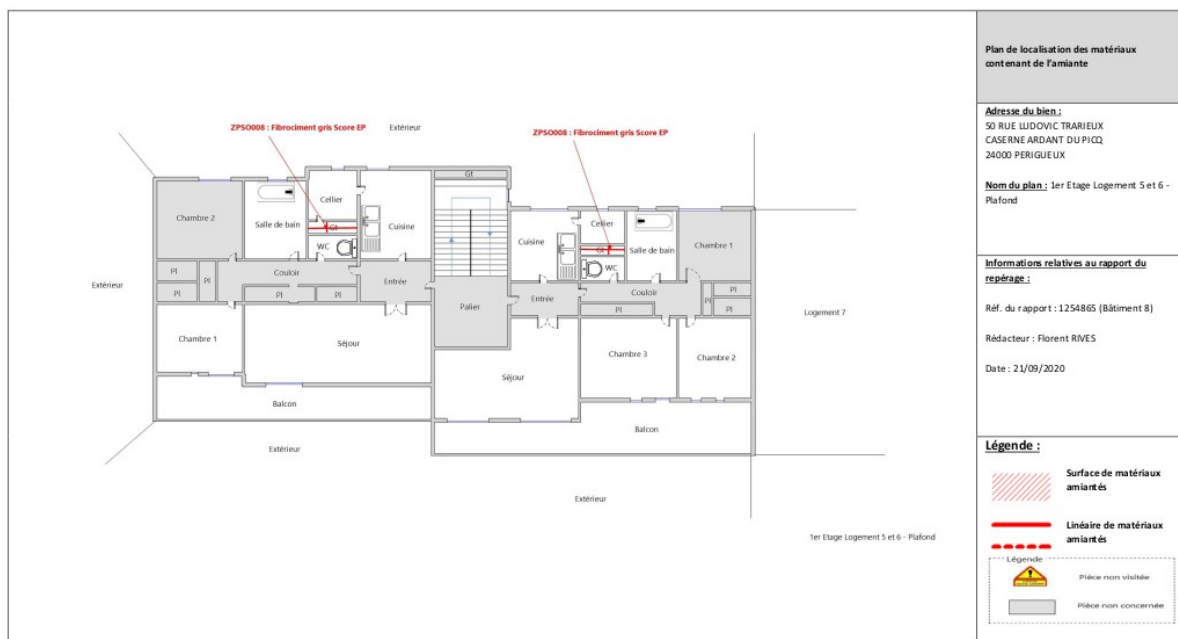 Plan de localisation des matériaux
contenant de l'amiante
Adresse du bien :
50 RUE LUDOVIC TRARIEUX
CASERNE ARDANT DU PICQ
24000 PERIGUEUX
Nom du plan : 1er Etage Logement 5 et 6 -
Plafond
Informations relatives au rapport du
repérage :
Réf. du rapport : 1254865 (Bâtiment 8)
Rédacteur : Florent RIVES
Date : 21/09/2020
Légende :
Surface de matériaux
amiantés
Linéaire de matériaux
amiantés
Légende
Pièce non visitée
Pièce non concernée
ZPSO008 : Fibrociment gris Score EP
Extérieur
ZPSO008 : Fibrociment gris Score EP
Gt
Chambre 2
Salle de bain
Cellier
Gt
WC
Cuisine
Cuisine
Cellier
Gt
WC
Salle de bain
Chambre 1
Extérieur
Pl
Pl
Pl
Couloir
Pl
Pl
Entrée
Palier
Entrée
Couloir
Pl
Pl
Pl
Pl
Logement 7
Chambre 1
Séjour
Séjour
Chambre 3
Chambre 2
Balcon
Balcon
Extérieur
Extérieur
1er Etage Logement 5 et 6 - Plafond